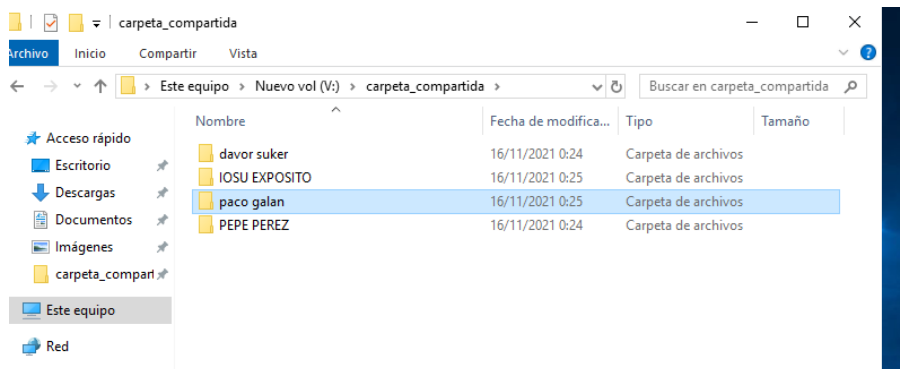 carpeta_compartida
Archivo Inicio Compartir Vista
Este equipo > Nuevo vol (V:) > carpeta_compartida > Buscar en carpeta_compartida
Nombre Fecha de modifica... Tipo Tamaño
Acceso rápido
Escritorio
Descargas
Documentos
Imágenes
carpeta_compart
Este equipo
Red
davor suker 16/11/2021 0:24 Carpeta de archivos
IOSU EXPOSITO 16/11/2021 0:25 Carpeta de archivos
paco galan 16/11/2021 0:25 Carpeta de archivos
PEPE PEREZ 16/11/2021 0:24 Carpeta de archivos